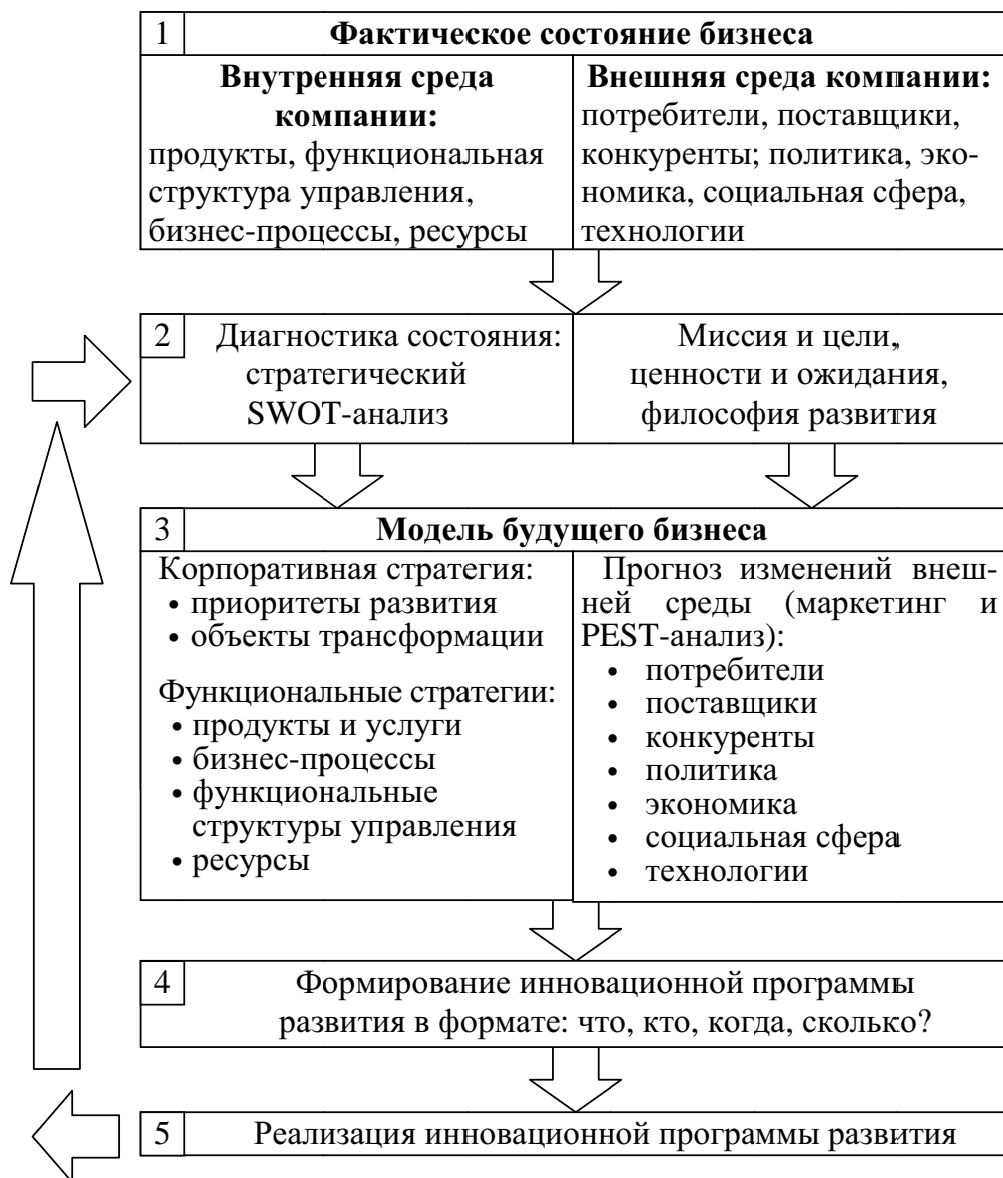 1
Фактическое состояние бизнеса
Внутренняя среда
компании:
продукты, функциональная
структура управления,
бизнес-процессы, ресурсы
Внешняя среда компании:
потребители, поставщики,
конкуренты; политика, эко-
номика, социальная сфера,
технологии
2
Диагностика состояния:
стратегический
SWOT-анализ
Миссия и цели,
ценности и ожидания,
философия развития
3
Модель будущего бизнеса
Корпоративная стратегия:
• приоритеты развития
• объекты трансформации
Функциональные стратегии:
• продукты и услуги
• бизнес-процессы
• функциональные
структуры управления
• ресурсы
Прогноз изменений внеш-
ней среды (маркетинг и
PEST-анализ):
• потребители
• поставщики
• конкуренты
• политика
• экономика
• социальная сфера
• технологии
4
Формирование инновационной программы
развития в формате: что, кто, когда, сколько?
5
Реализация инновационной программы развития